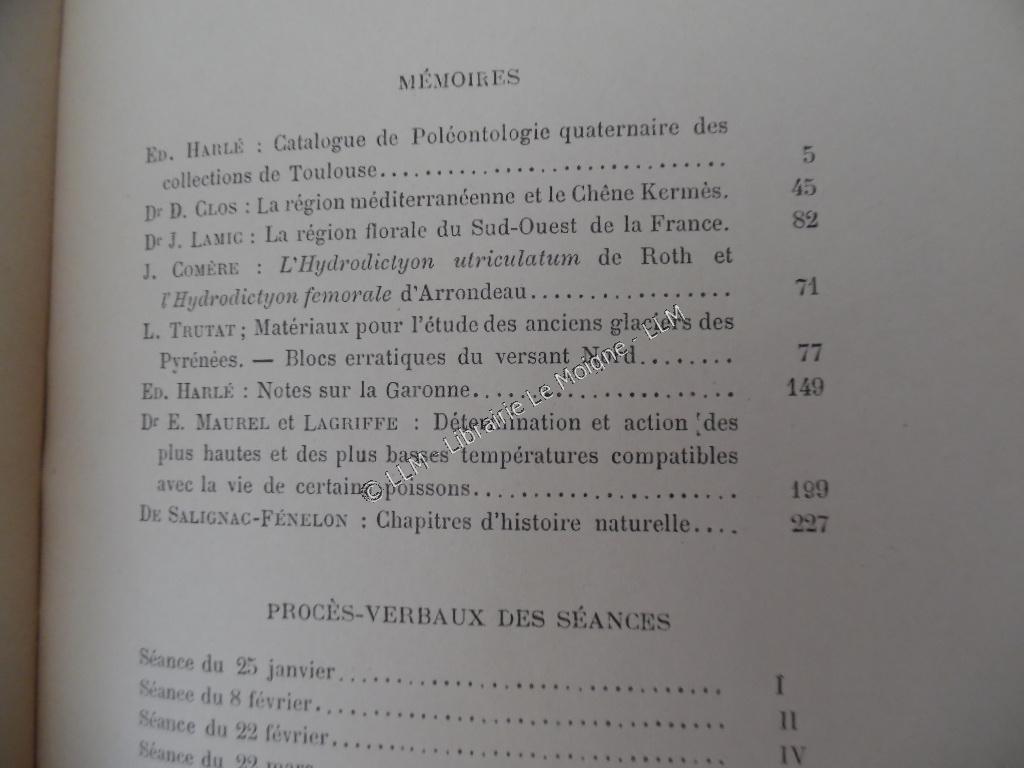 MÉMOIRES
ED. HARLÉ : Catalogue de Poléontologie quaternaire des
collections de Toulouse.............................. 5
Dr D. CLOS : La région méditerranéenne et le Chêne Kermès. 45
Dr J. LAMIC : La région florale du Sud-Ouest de la France. 82
J. COMÈRE : L'Hydrodictyon utriculatum de Roth et
l'Hydrodictyon femorale d'Arrondeau.................. 71
L. TRUTAT ; Matériaux pour l'étude des anciens glaciers des
Pyrénées. — Blocs erratiques du versant Nord........ 77
ED. HARLÉ : Notes sur la Garonne........................ 149
Dr E. MAUREL et LAGRIFFE : Détermination et action des
plus hautes et des plus basses températures compatibles
avec la vie de certains poissons........................ 199
DE SALIGNAC-FÉNELON : Chapitres d'histoire naturelle.... 227
© LLM - Librairie Le Moigne - LLM
PROCÈS-VERBAUX DES SÉANCES
Séance du 25 janvier................................ I
Séance du 8 février................................. II
Séance du 22 février................................ IV
Séance du 22 mars